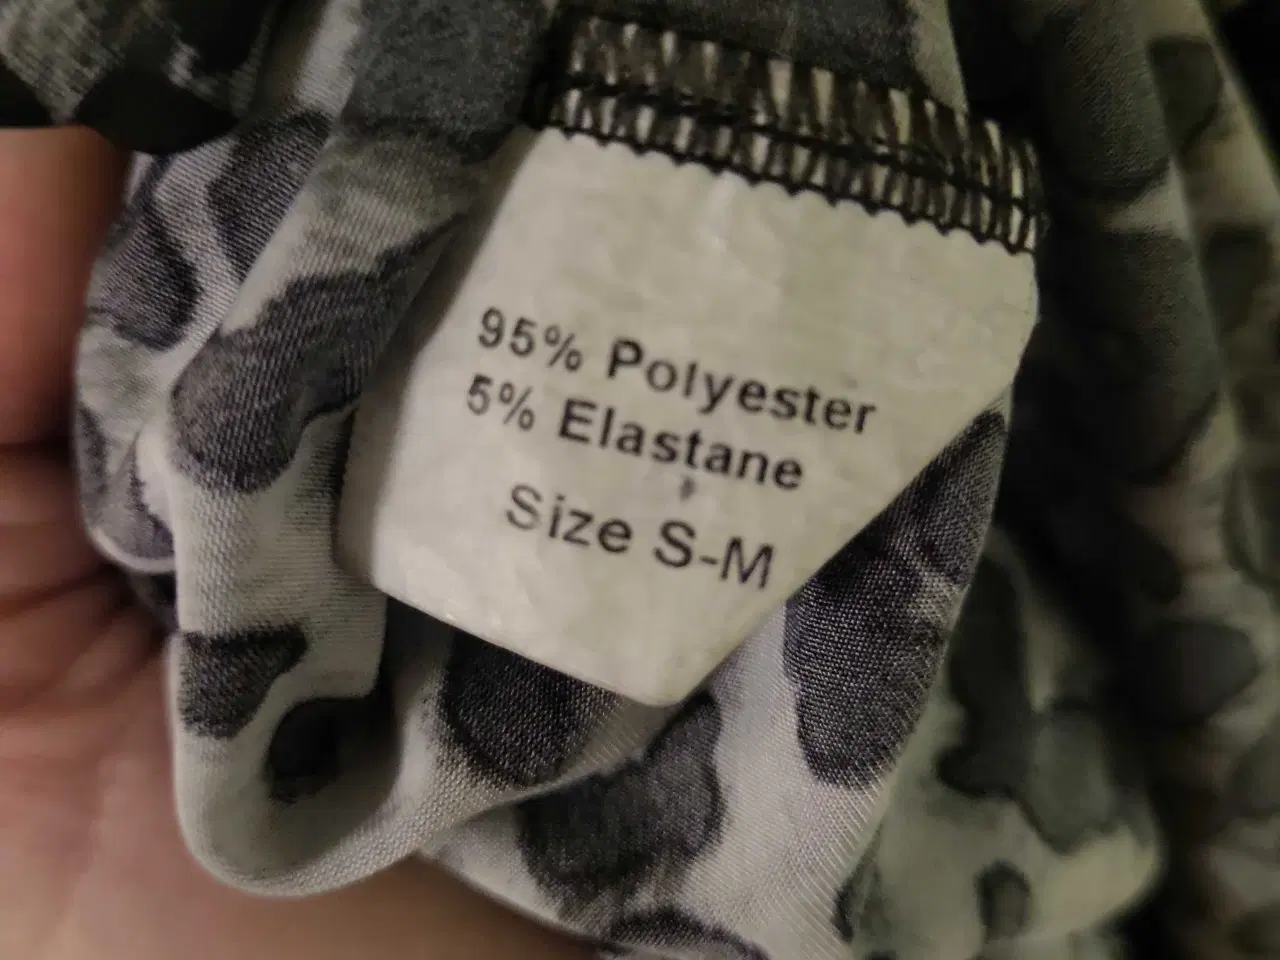 95% Polyester
5% Elastane
Size S-M